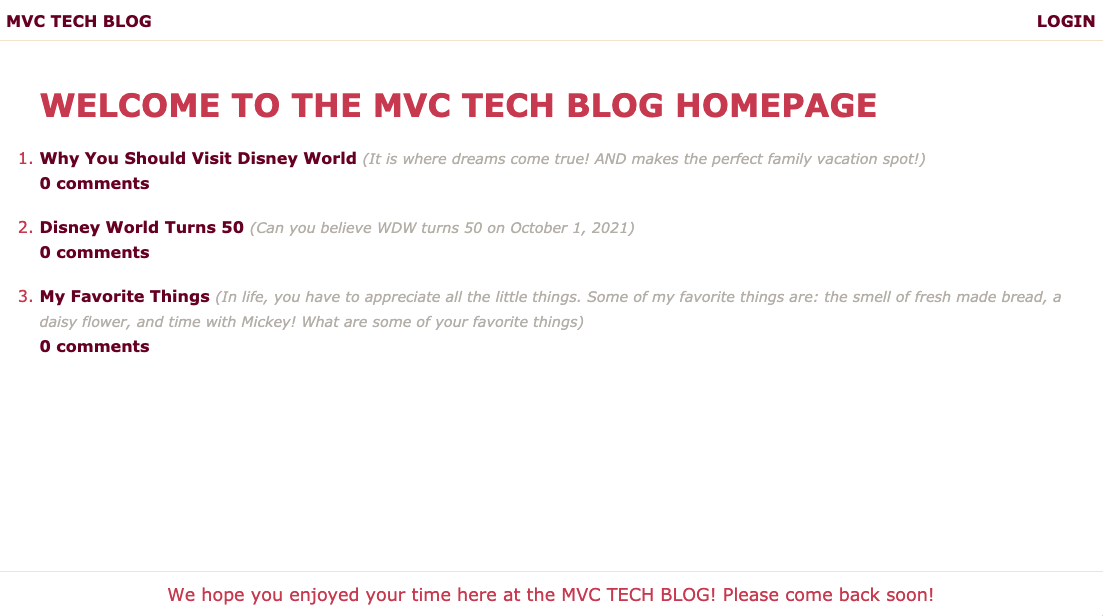 MVC TECH BLOG
LOGIN
WELCOME TO THE MVC TECH BLOG HOMEPAGE
1. Why You Should Visit Disney World (It is where dreams come true! AND makes the perfect family vacation spot!)
0 comments
2. Disney World Turns 50 (Can you believe WDW turns 50 on October 1, 2021)
0 comments
3. My Favorite Things (In life, you have to appreciate all the little things. Some of my favorite things are: the smell of fresh made bread, a
daisy flower, and time with Mickey! What are some of your favorite things)
0 comments
We hope you enjoyed your time here at the MVC TECH BLOG! Please come back soon!